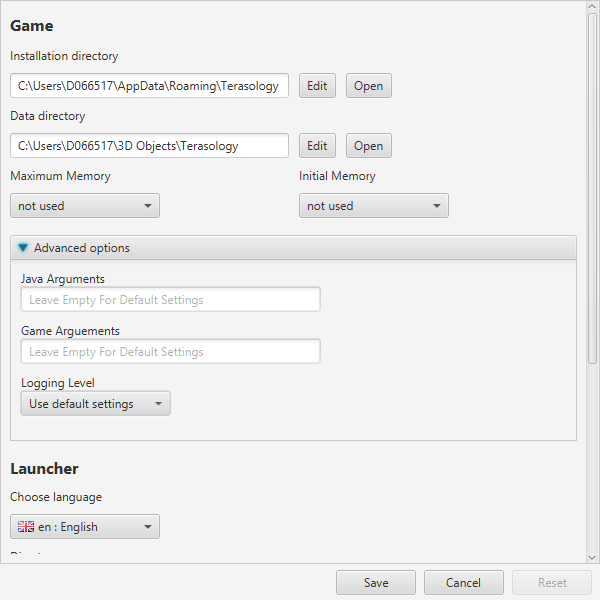 Game
Installation directory
C:\Users\D066517\AppData\Roaming\Terasology Edit Open
Data directory
C:\Users\D066517\3D Objects\Terasology Edit Open
Maximum Memory Initial Memory
not used not used
Advanced options
Java Arguments
Leave Empty For Default Settings
Game Arguements
Leave Empty For Default Settings
Logging Level
Use default settings
Launcher
Choose language
en : English
Save Cancel Reset